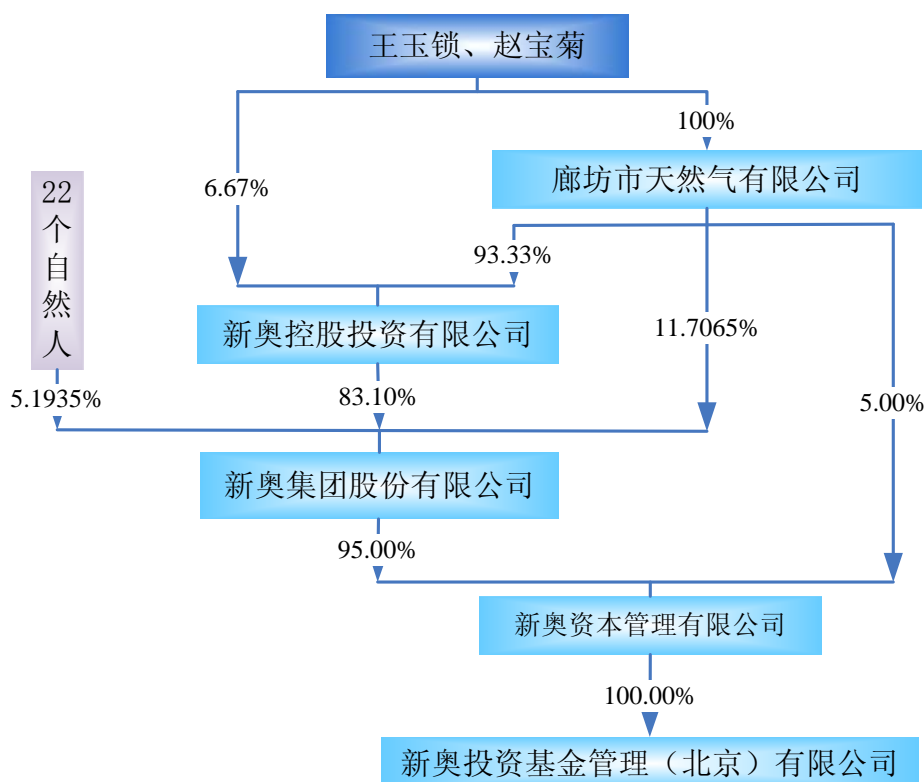 王玉锁、赵宝菊
100%
廊坊市天然气有限公司
6.67%
22个自然人
93.33%
新奥控股投资有限公司
11.7065%
5.1935%
83.10%
5.00%
新奥集团股份有限公司
95.00%
新奥资本管理有限公司
100.00%
新奥投资基金管理（北京）有限公司